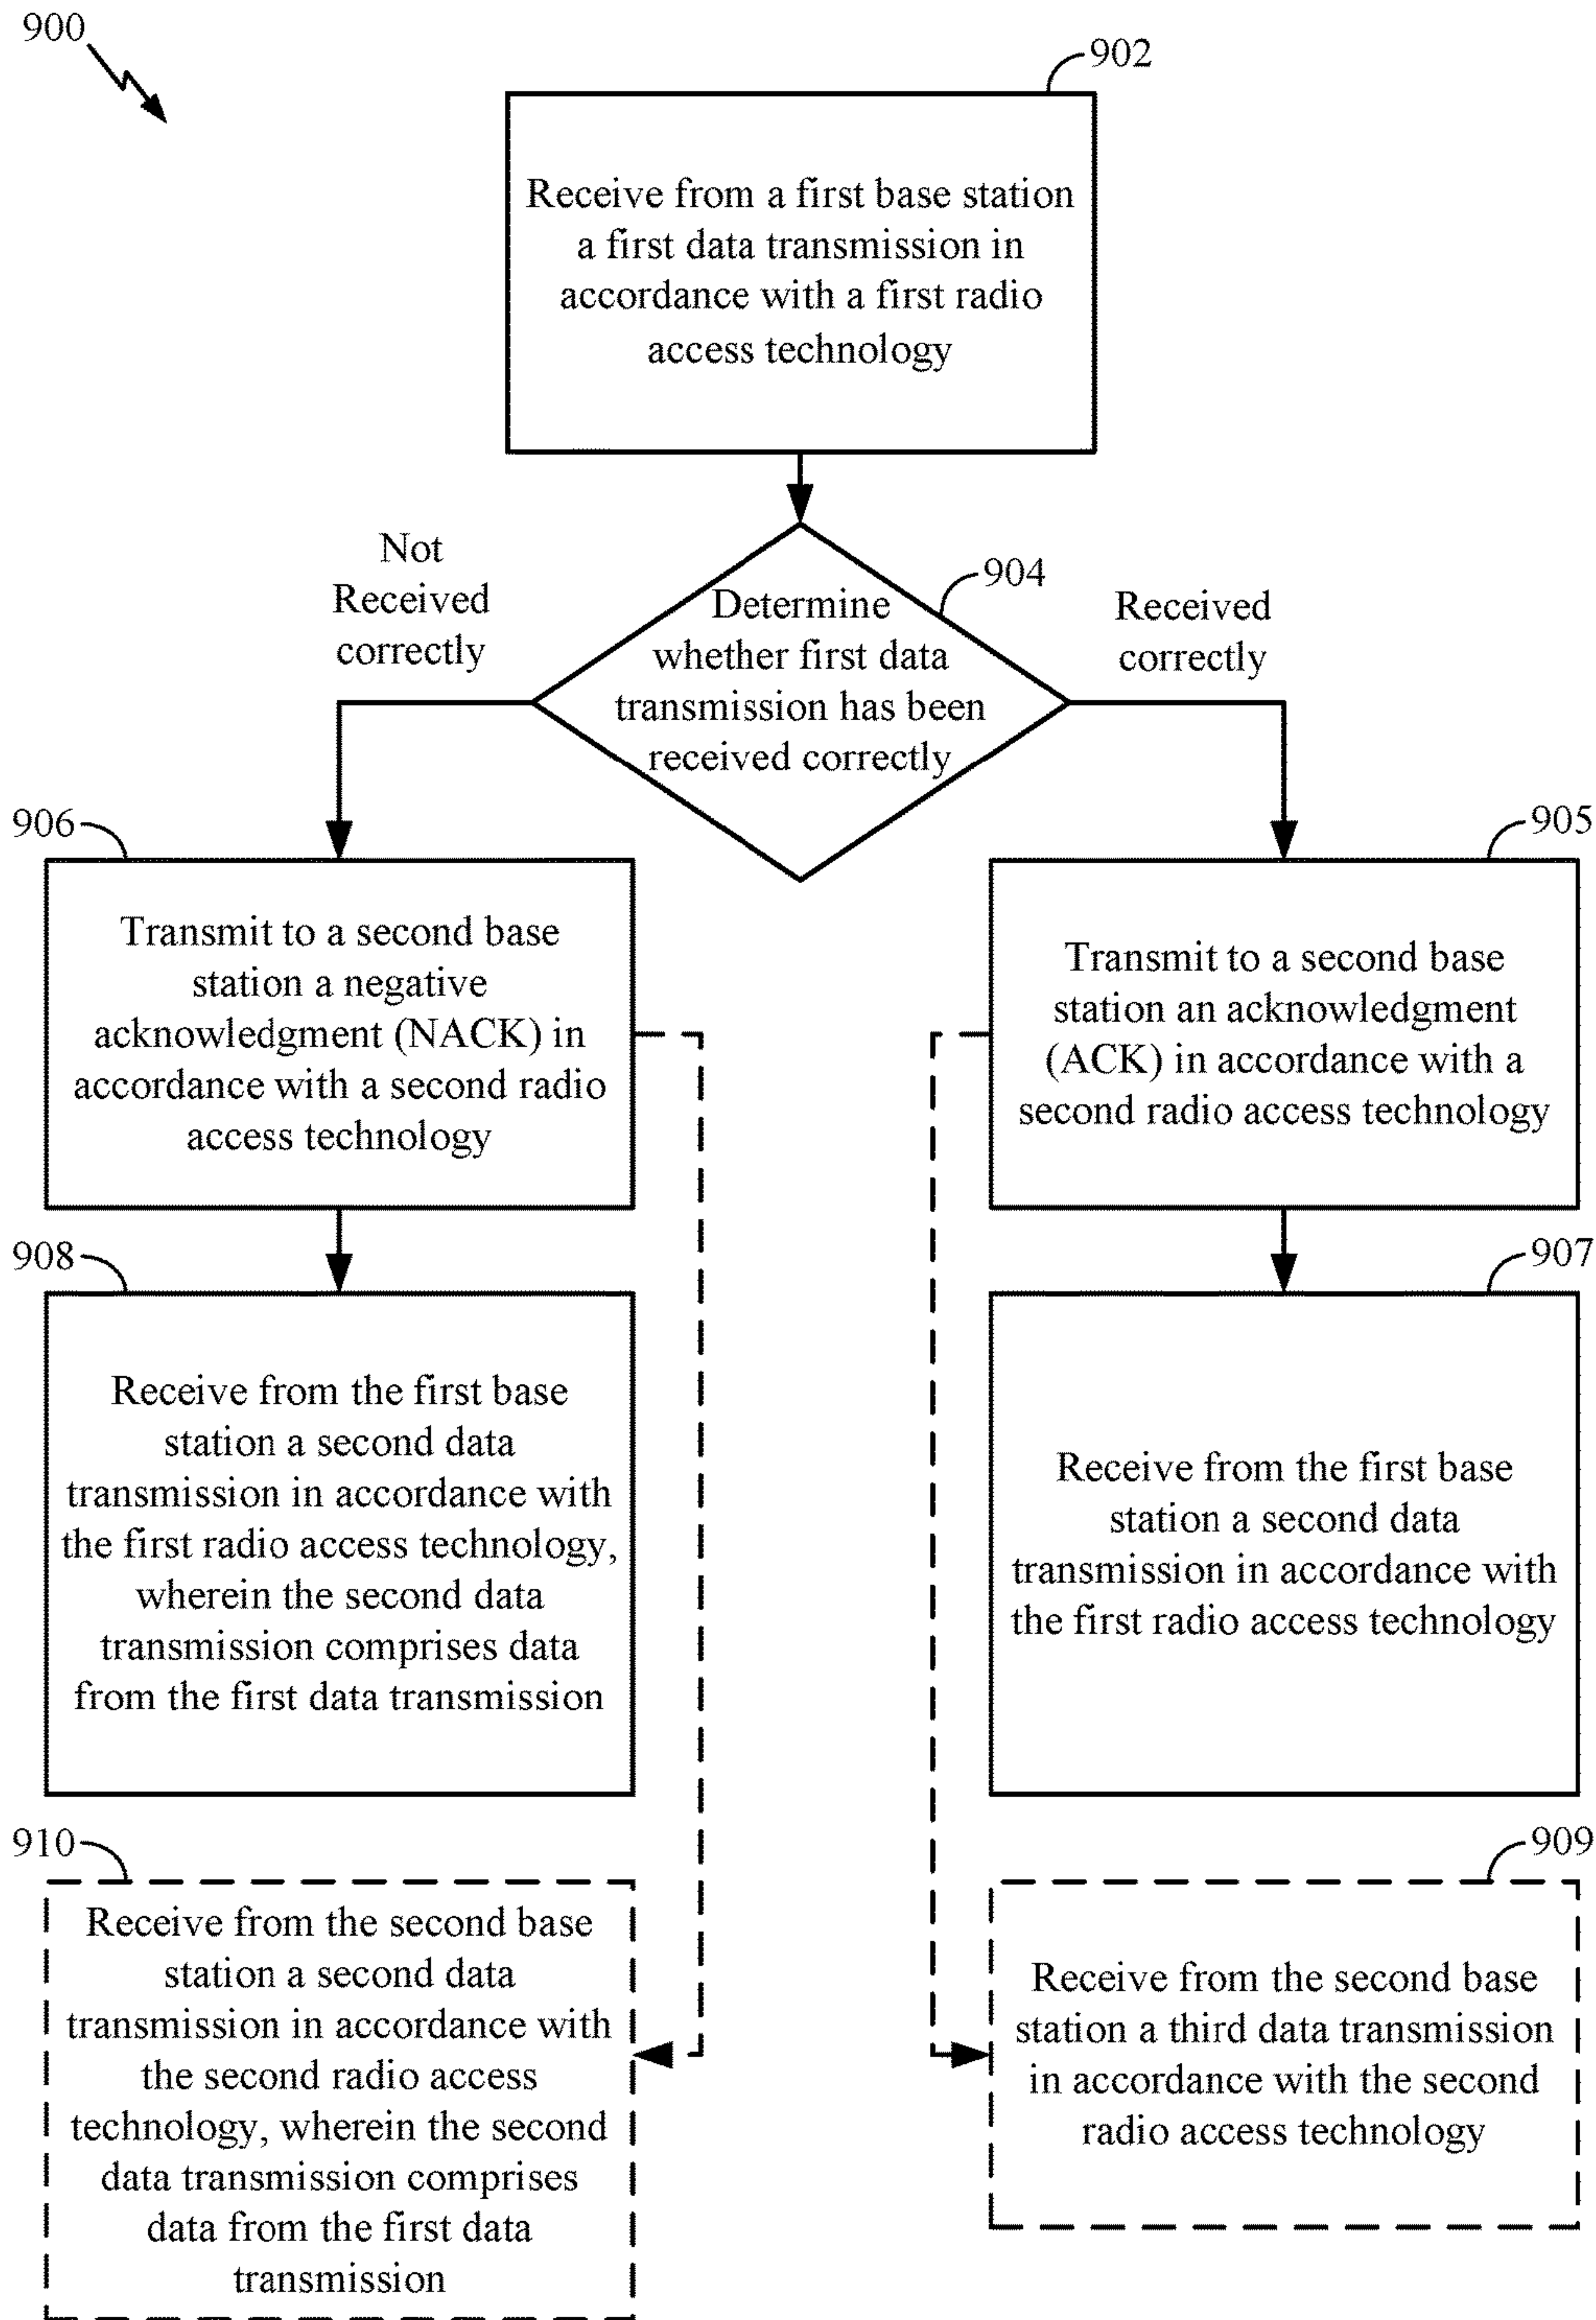 900
902
Receive from a first base station
a first data transmission in
accordance with a first radio
access technology
Not
Received
correctly
904
Determine
whether first data
transmission has been
received correctly
Received
correctly
906
Transmit to a second base
station a negative
acknowledgment (NACK) in
accordance with a second radio
access technology
905
Transmit to a second base
station an acknowledgment
(ACK) in accordance with a
second radio access technology
908
Receive from the first base
station a second data
transmission in accordance with
the first radio access technology,
wherein the second data
transmission comprises data
from the first data transmission
907
Receive from the first base
station a second data
transmission in accordance with
the first radio access technology
910
Receive from the second base
station a second data
transmission in accordance with
the second radio access
technology, wherein the second
data transmission comprises
data from the first data
transmission
909
Receive from the second base
station a third data transmission
in accordance with the second
radio access technology